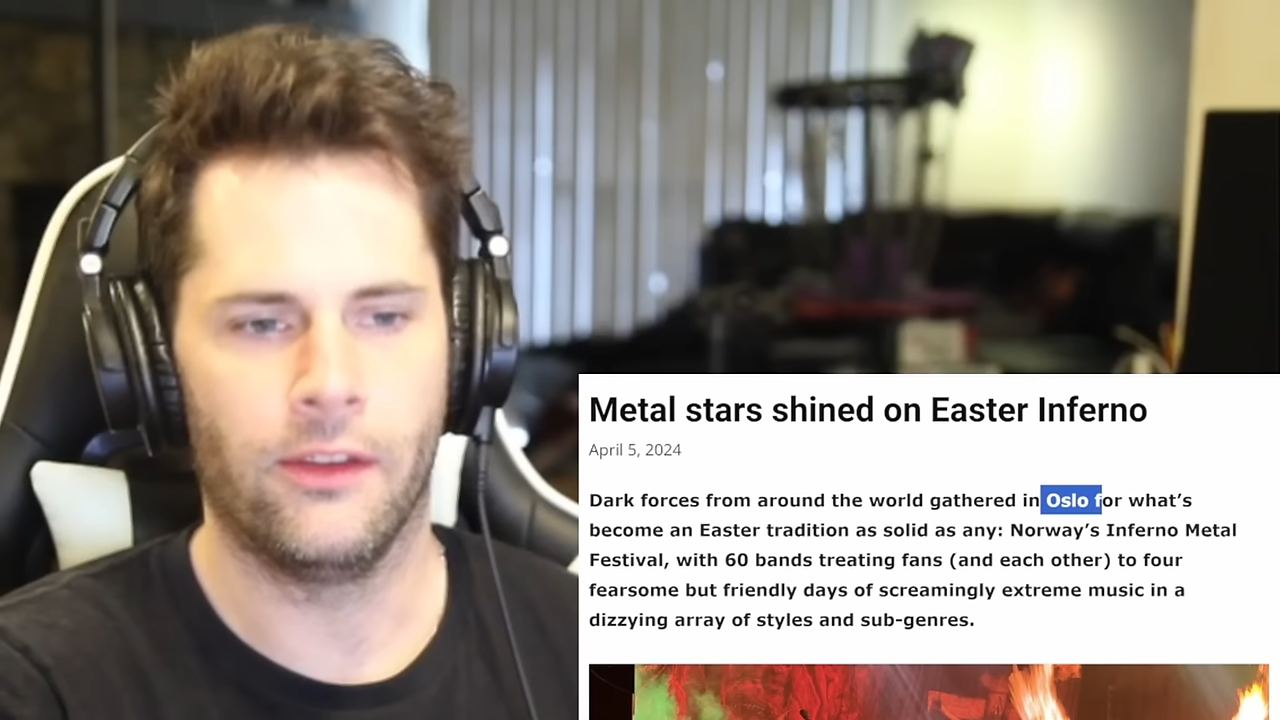 Metal stars shined on Easter Inferno
April 5, 2024
Dark forces from around the world gathered in Oslo for what’s
become an Easter tradition as solid as any: Norway’s Inferno Metal
Festival, with 60 bands treating fans (and each other) to four
fearsome but friendly days of screamingly extreme music in a
dizzying array of styles and sub-genres.